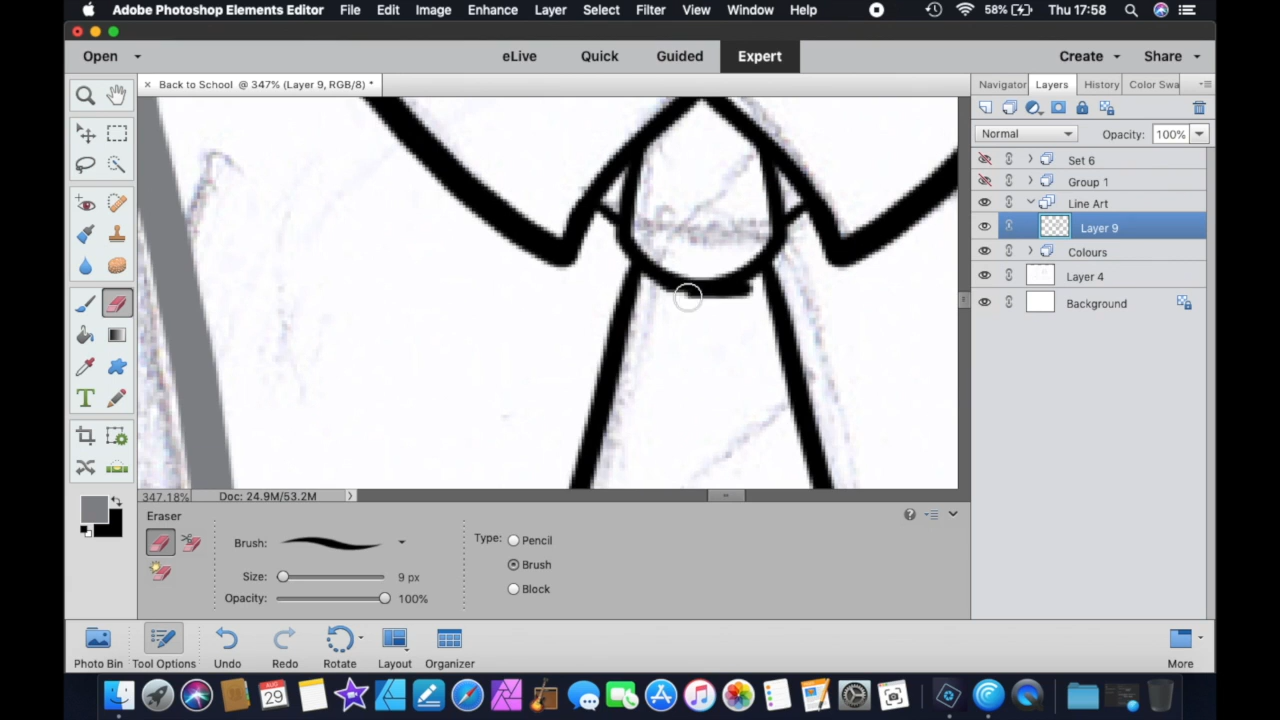 Adobe Photoshop Elements Editor File Edit Image Enhance Layer Select Filter View Window Help 58% Thu 17:58
Open eLive Quick Guided Expert Create Share
× Back to School @ 347% (Layer 9, RGB/8) * Navigator Layers History Color Swa
Normal Opacity: 100%
Set 6
Group 1
Line Art
Layer 9
Colours
Layer 4
Background
T
347.18% Doc: 24.9M/53.2M
Eraser
Brush: Type: Pencil
Brush
Size: 9 px
Block
Opacity: 100%
Photo Bin Tool Options Undo Redo Rotate Layout Organizer More
AUG
29